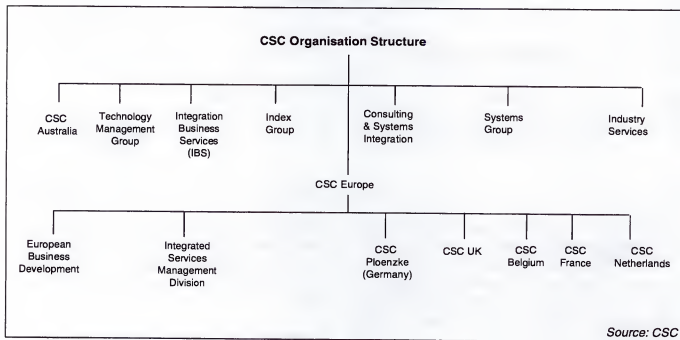 CSC Organisation Structure
CSC
Australia
Technology
Management
Group
Integration
Business
Services
(IBS)
Index
Group
Consulting
& Systems
Integration
Systems
Group
Industry
Services
CSC Europe
European
Business
Development
Integrated
Services
Management
Division
CSC
Ploenzke
(Germany)
CSC UK
CSC
Belgium
CSC
France
CSC
Netherlands
Source: CSC